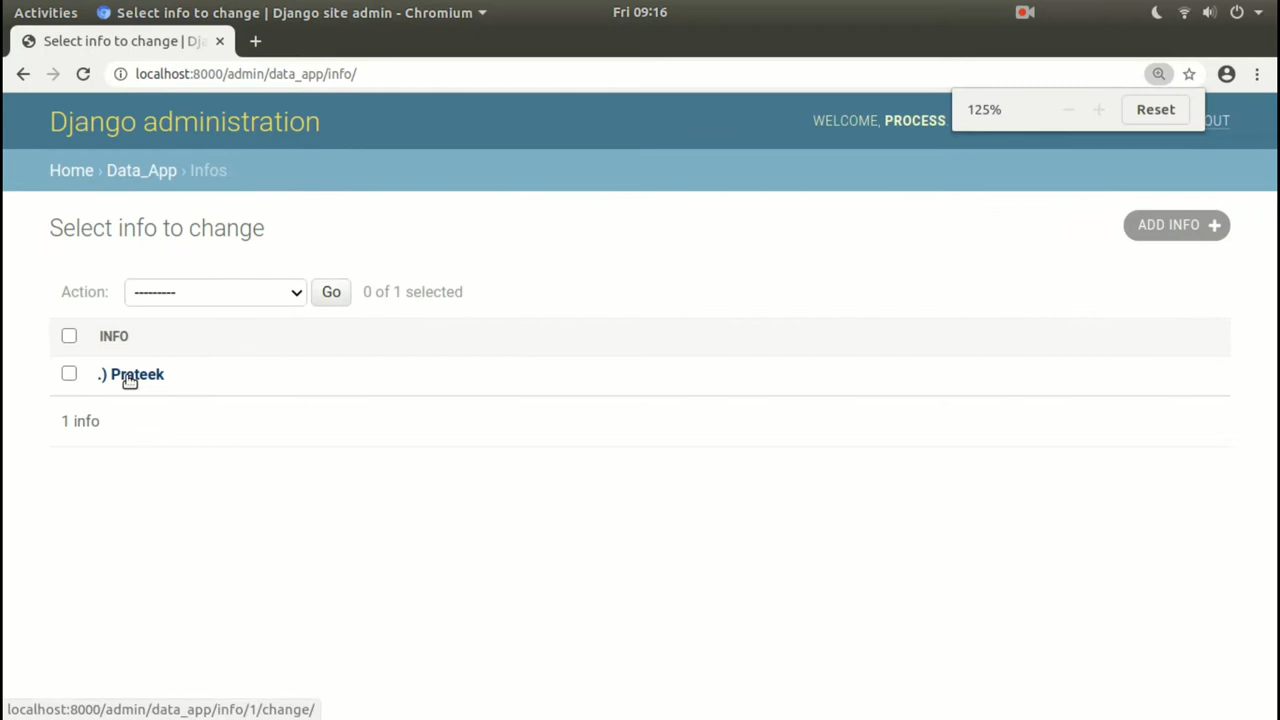 Activities Select info to change | Django site admin - Chromium Fri 09:16
Select info to change | Dja
localhost:8000/admin/data_app/info/
125% Reset
Django administration WELCOME, PROCESS OUT
Home › Data_App › Infos
Select info to change ADD INFO +
Action: --------- Go 0 of 1 selected
INFO
.) Prateek
1 info
localhost:8000/admin/data_app/info/1/change/